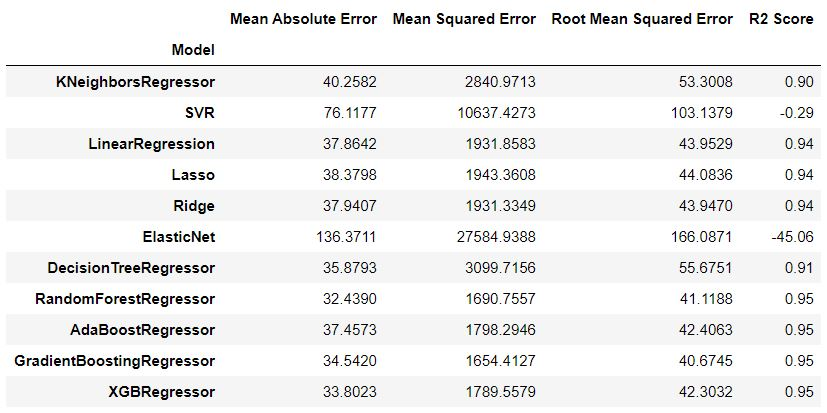 Mean Absolute Error Mean Squared Error Root Mean Squared Error R2 Score
Model
KNeighborsRegressor 40.2582 2840.9713 53.3008 0.90
SVR 76.1177 10637.4273 103.1379 -0.29
LinearRegression 37.8642 1931.8583 43.9529 0.94
Lasso 38.3798 1943.3608 44.0836 0.94
Ridge 37.9407 1931.3349 43.9470 0.94
ElasticNet 136.3711 27584.9388 166.0871 -45.06
DecisionTreeRegressor 35.8793 3099.7156 55.6751 0.91
RandomForestRegressor 32.4390 1690.7557 41.1188 0.95
AdaBoostRegressor 37.4573 1798.2946 42.4063 0.95
GradientBoostingRegressor 34.5420 1654.4127 40.6745 0.95
XGBRegressor 33.8023 1789.5579 42.3032 0.95